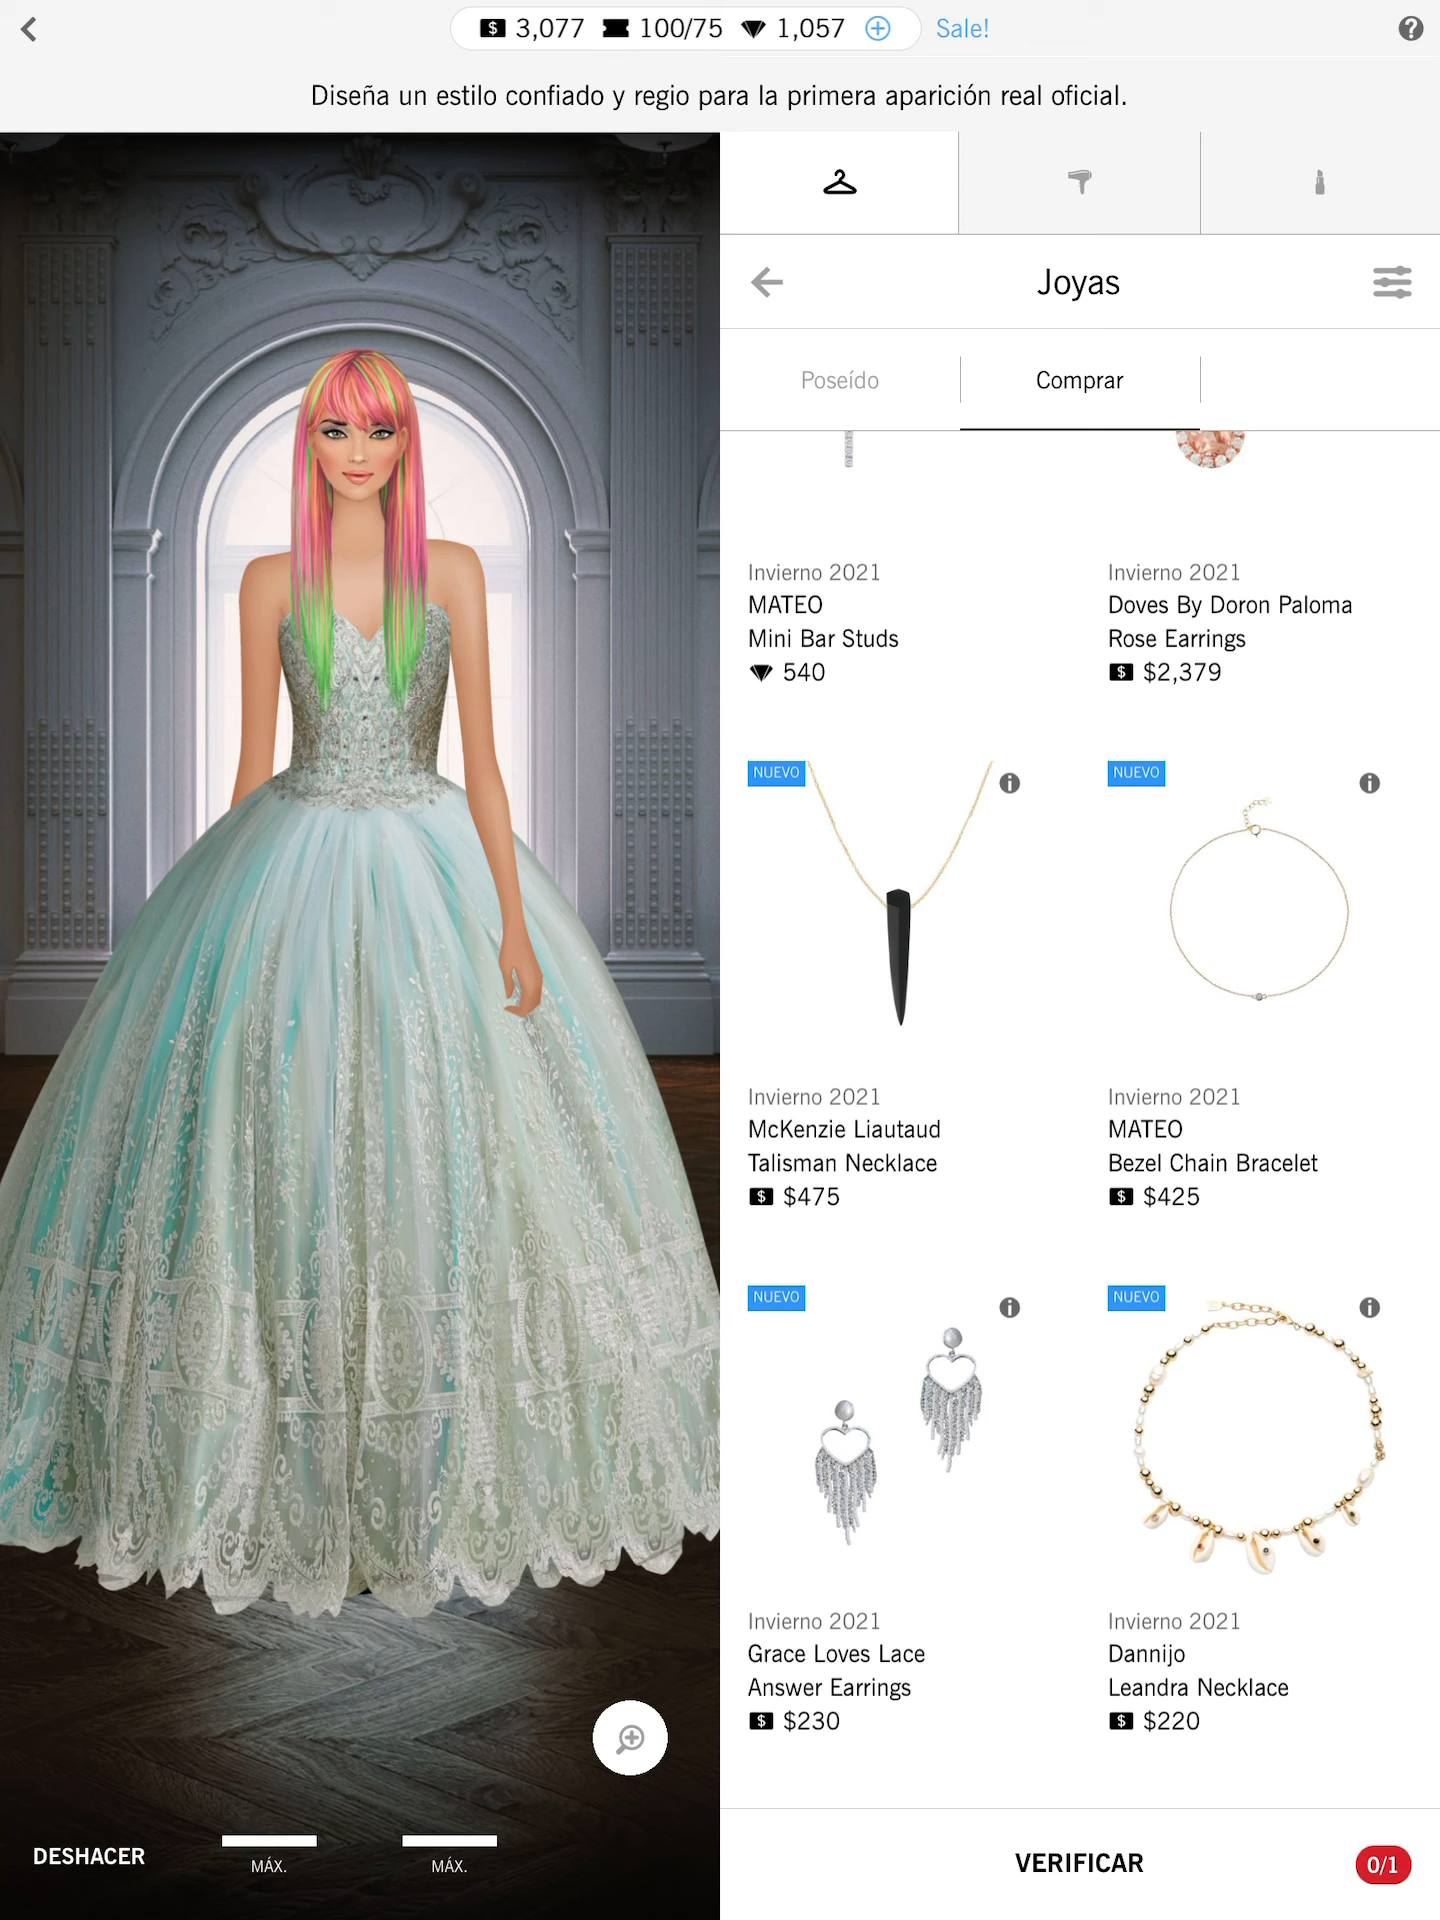 $ 3,077 100/75 1,057 Sale!
Diseña un estilo confiado y regio para la primera aparición real oficial.
Joyas
Poseído Comprar
Invierno 2021
MATEO
Mini Bar Studs
540
Invierno 2021
Doves By Doron Paloma
Rose Earrings
$ $2,379
NUEVO
Invierno 2021
McKenzie Liautaud
Talisman Necklace
$ $475
NUEVO
Invierno 2021
MATEO
Bezel Chain Bracelet
$ $425
NUEVO
Invierno 2021
Grace Loves Lace
Answer Earrings
$ $230
NUEVO
Invierno 2021
Dannijo
Leandra Necklace
$ $220
DESHACER
MÁX.
MÁX.
VERIFICAR
0/1